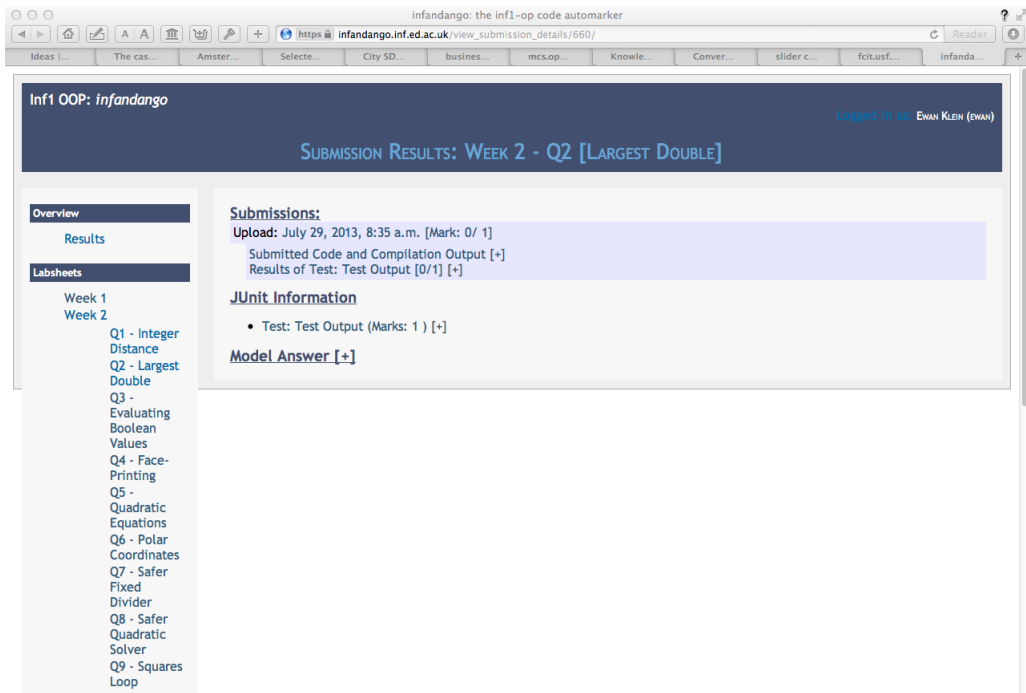 infandango: the inf1-op code automarker
?
A A
https infandango.inf.ed.ac.uk/view_submission_details/660/
Reader
Ideas |...
The cas...
Amster...
Selecte...
City SD...
busines...
mcs.op...
Knowle...
Conver...
slider c...
fcit.usf....
infanda...
+
Inf1 OOP: infandango
Logged in as: Ewan Klein (ewan)
Submission Results: Week 2 - Q2 [Largest Double]
Overview
Results
Labsheets
Week 1
Week 2
Q1 - Integer
Distance
Q2 - Largest
Double
Q3 -
Evaluating
Boolean
Values
Q4 - Face-
Printing
Q5 -
Quadratic
Equations
Q6 - Polar
Coordinates
Q7 - Safer
Fixed
Divider
Q8 - Safer
Quadratic
Solver
Q9 - Squares
Loop
Submissions:
Upload: July 29, 2013, 8:35 a.m. [Mark: 0/ 1]
Submitted Code and Compilation Output [+]
Results of Test: Test Output [0/1] [+]
JUnit Information
• Test: Test Output (Marks: 1 ) [+]
Model Answer [+]